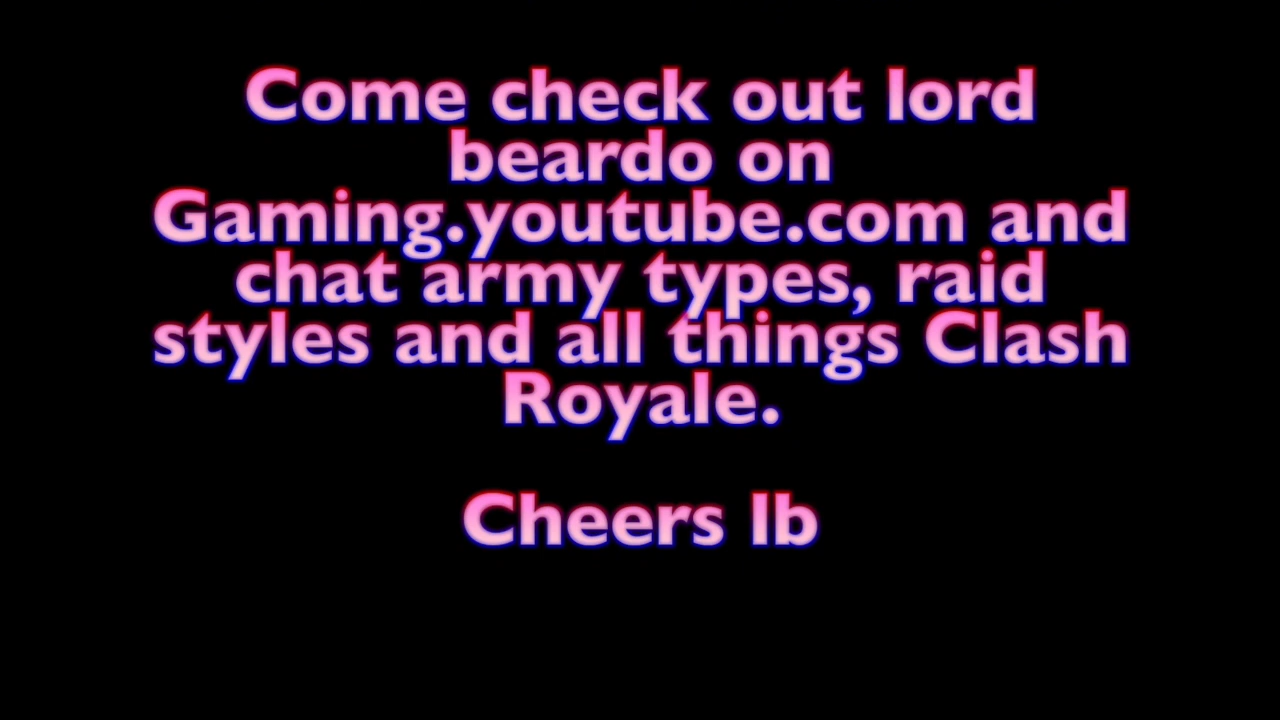 Come check out lord
beardo on
Gaming.youtube.com and
chat army types, raid
styles and all things Clash
Royale.
Cheers lb